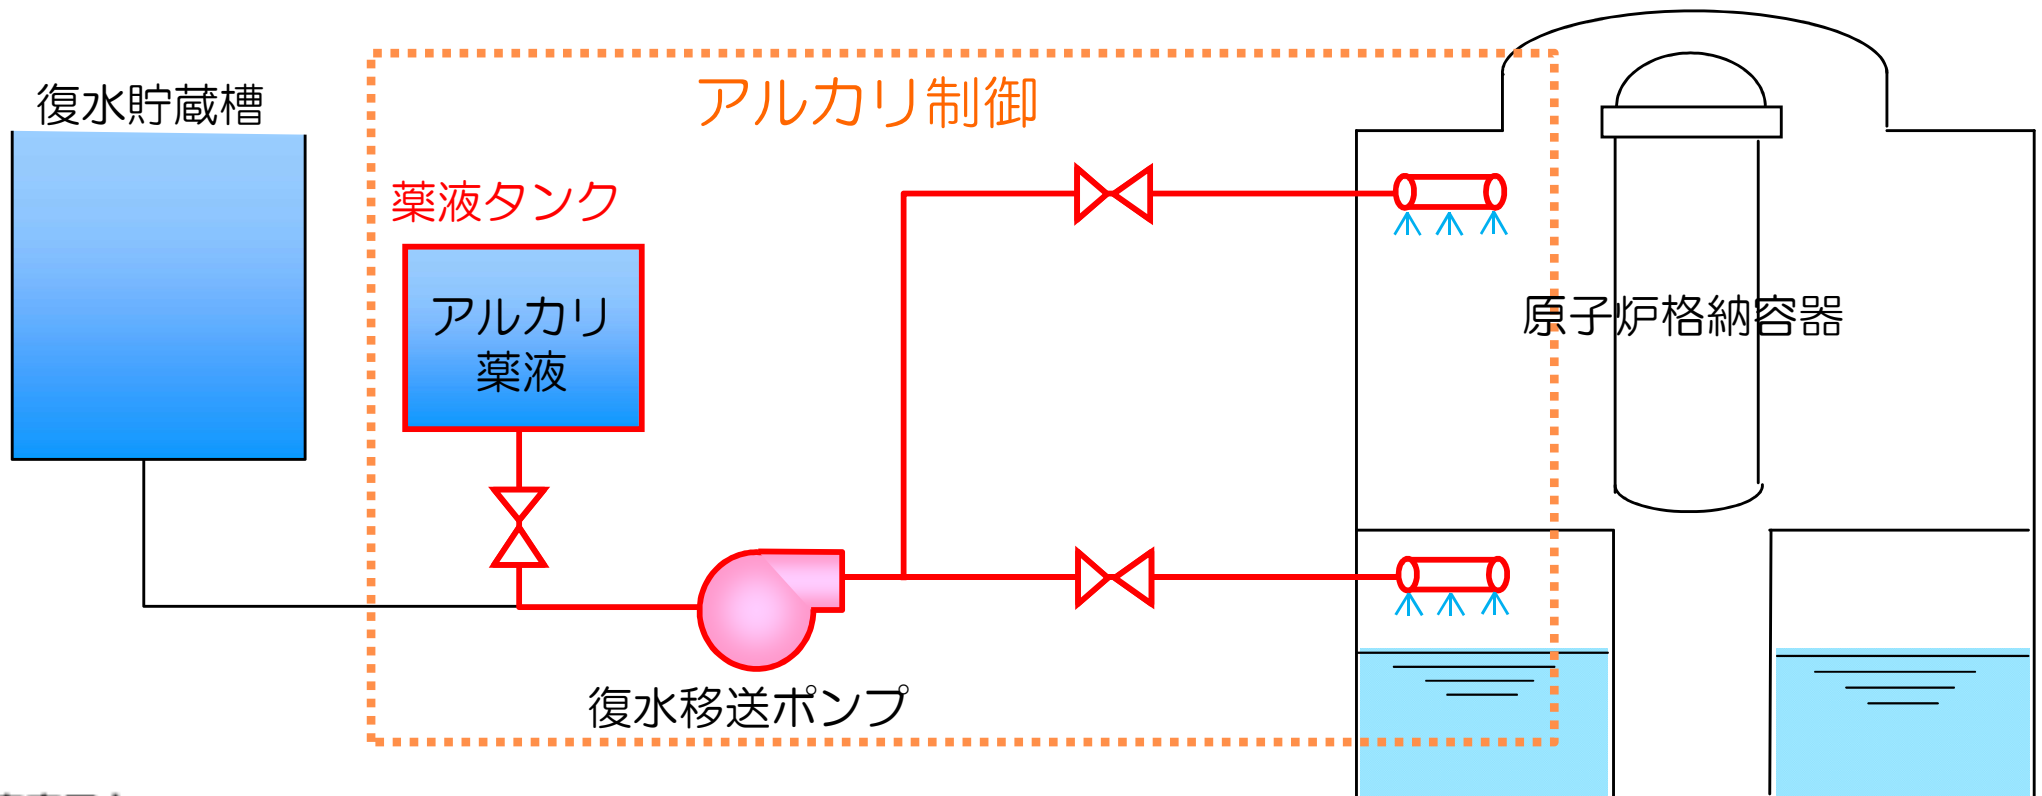 復水貯蔵槽
アルカリ制御
薬液タンク
アルカリ
薬液
原子炉格納容器
復水移送ポンプ